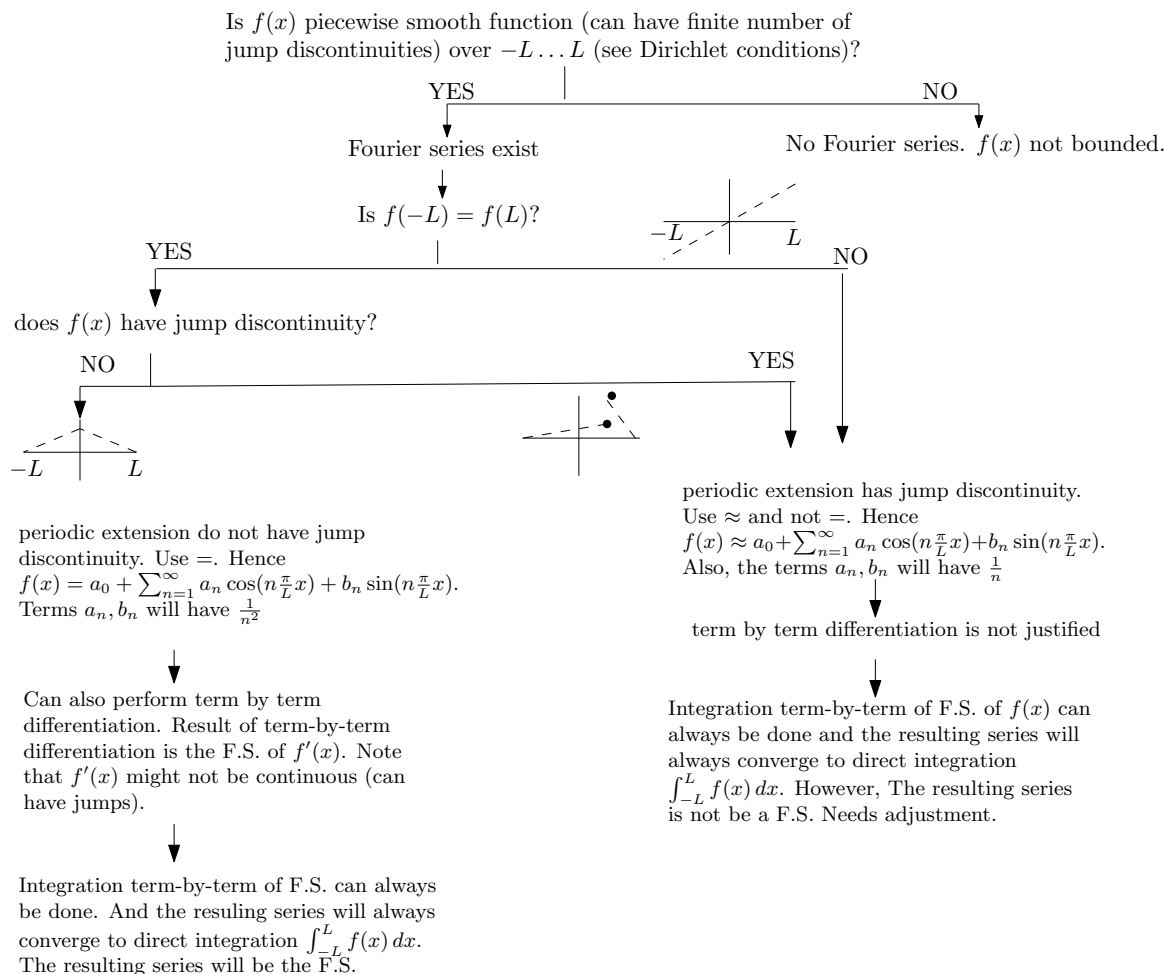 Is f(x) piecewise smooth function (can have finite number of
jump discontinuities) over −L … L (see Dirichlet conditions)?
YES
NO
Fourier series exist
No Fourier series. f(x) not bounded.
Is f(−L) = f(L)?
−L
L
YES
NO
does f(x) have jump discontinuity?
NO
YES
−L
L
periodic extension do not have jump
discontinuity. Use =. Hence
f(x) = a₀ + ∑_{n=1}^{∞} aₙ cos(n π/L x) + bₙ sin(n π/L x).
Terms aₙ, bₙ will have 1/n²
Can also perform term by term
differentiation. Result of term-by-term
differentiation is the F.S. of f′(x). Note
that f′(x) might not be continuous (can
have jumps).
Integration term-by-term of F.S. can always
be done. And the resuling series will always
converge to direct integration ∫_{−L}^{L} f(x) dx.
The resulting series will be the F.S.
periodic extension has jump discontinuity.
Use ≈ and not =. Hence
f(x) ≈ a₀+∑_{n=1}^{∞} aₙ cos(n π/L x)+bₙ sin(n π/L x).
Also, the terms aₙ, bₙ will have 1/n
term by term differentiation is not justified
Integration term-by-term of F.S. of f(x) can
always be done and the resulting series will
always converge to direct integration
∫_{−L}^{L} f(x) dx. However, The resulting series
is not be a F.S. Needs adjustment.